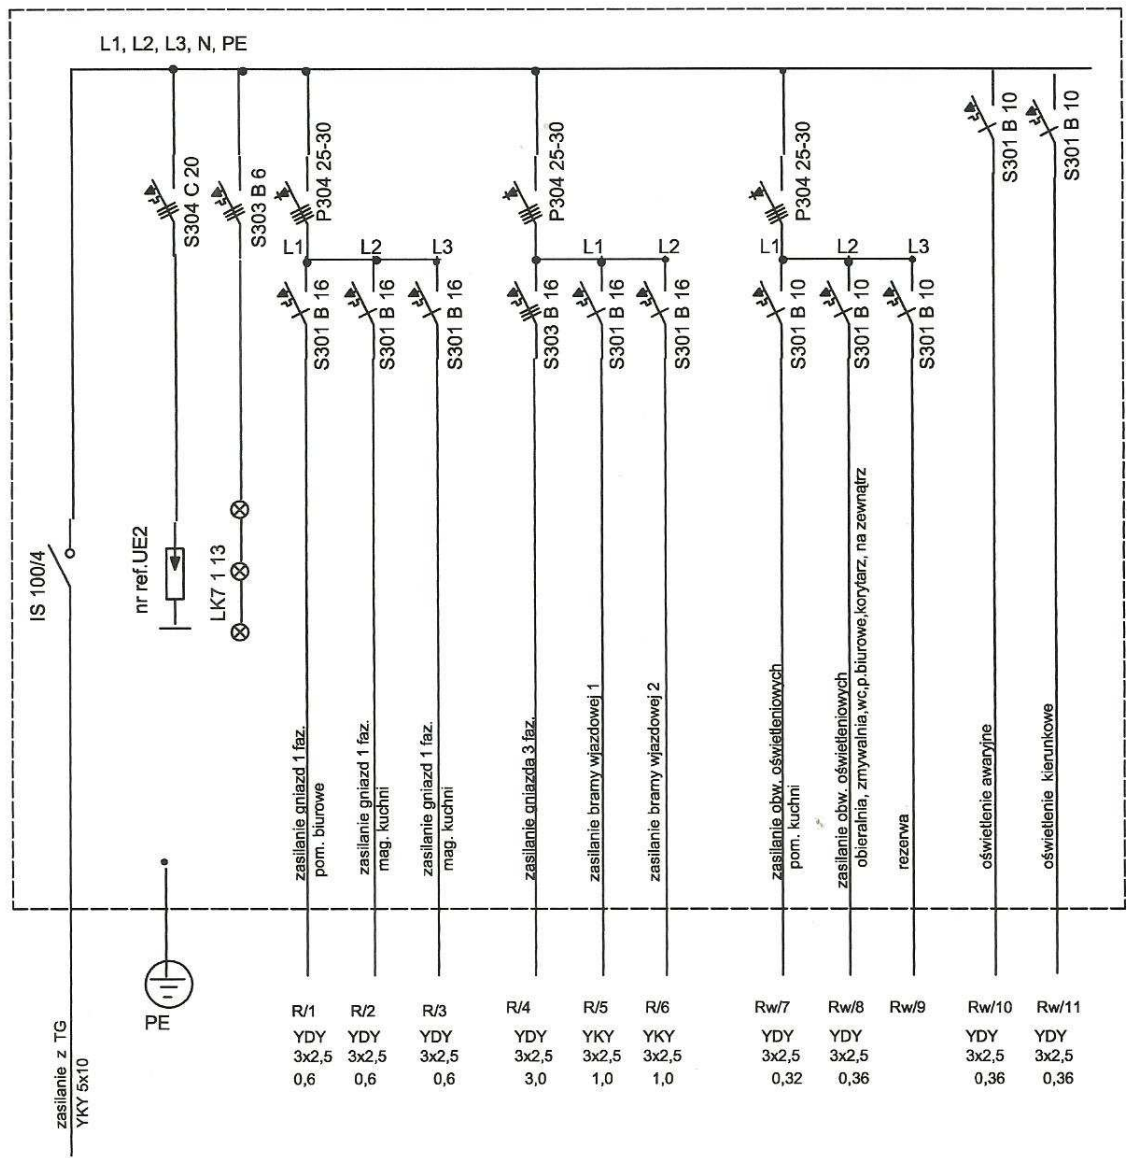 L1, L2, L3, N, PE
S304 C 20
S303 B 6
P304 25-30
P304 25-30
P304 25-30
S301 B 10
S301 B 10
L1
L2
L3
L1
L2
L1
L2
L3
S301 B 16
S301 B 16
S301 B 16
S303 B 16
S301 B 16
S301 B 16
S301 B 10
S301 B 10
S301 B 10
IS 100/4
nr ref.UE2
LK7 1 13
zasilanie gniazd 1 faz.
pom. biurowe
zasilanie gniazd 1 faz.
mag. kuchni
zasilanie gniazd 1 faz.
mag. kuchni
zasilanie gniazda 3 faz.
zasilanie bramy wjazdowej 1
zasilanie bramy wjazdowej 2
zasilanie obw. oświetleniowych
pom. kuchni
zasilanie obw. oświetleniowych
obieralnia, zmywalnia,wc,p.biurowe,korytarz, na zewnątrz
rezerwa
oświetlenie awaryjne
oświetlenie kierunkowe
zasilanie z TG
YKY 5x10
PE
R/1
YDY
3x2,5
0,6
R/2
YDY
3x2,5
0,6
R/3
YDY
3x2,5
0,6
R/4
YDY
3x2,5
3,0
R/5
YKY
3x2,5
1,0
R/6
YKY
3x2,5
1,0
Rw/7
YDY
3x2,5
0,32
Rw/8
YDY
3x2,5
0,36
Rw/9
Rw/10
YDY
3x2,5
0,36
Rw/11
YDY
3x2,5
0,36